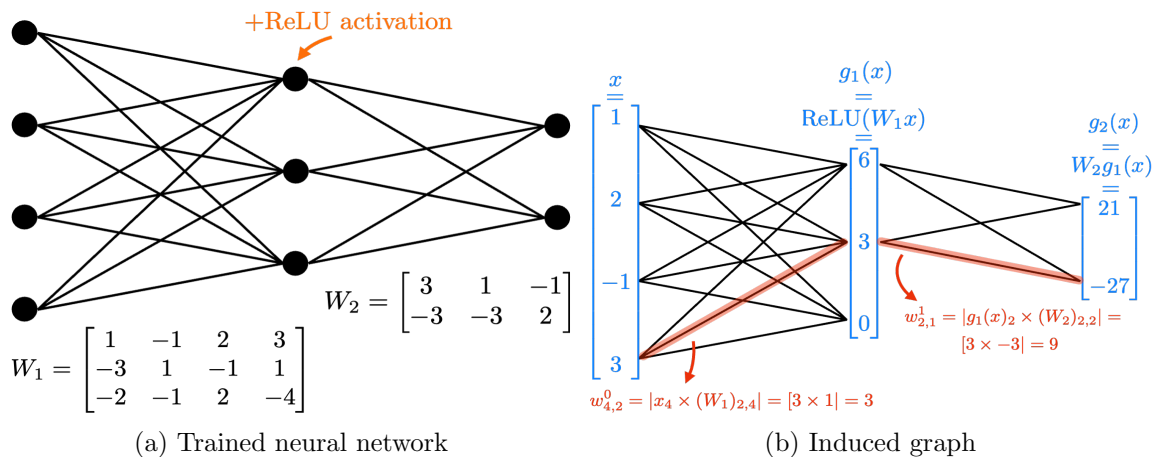 +ReLU activation
W_2 = [3 1 -1
-3 -3 2]
W_1 = [1 -1 2 3
-3 1 -1 1
-2 -1 2 -4]
(a) Trained neural network
x
=
[1
2
-1
3]
g_1(x)
=
ReLU(W_1x)
=
[6
3
0]
g_2(x)
=
W_2g_1(x)
=
[21
-27]
w^1_{2,1} = |g_1(x)_2 × (W_2)_{2,2}| =
[3 × -3| = 9
w^0_{4,2} = |x_4 × (W_1)_{2,4}| = [3 × 1| = 3
(b) Induced graph